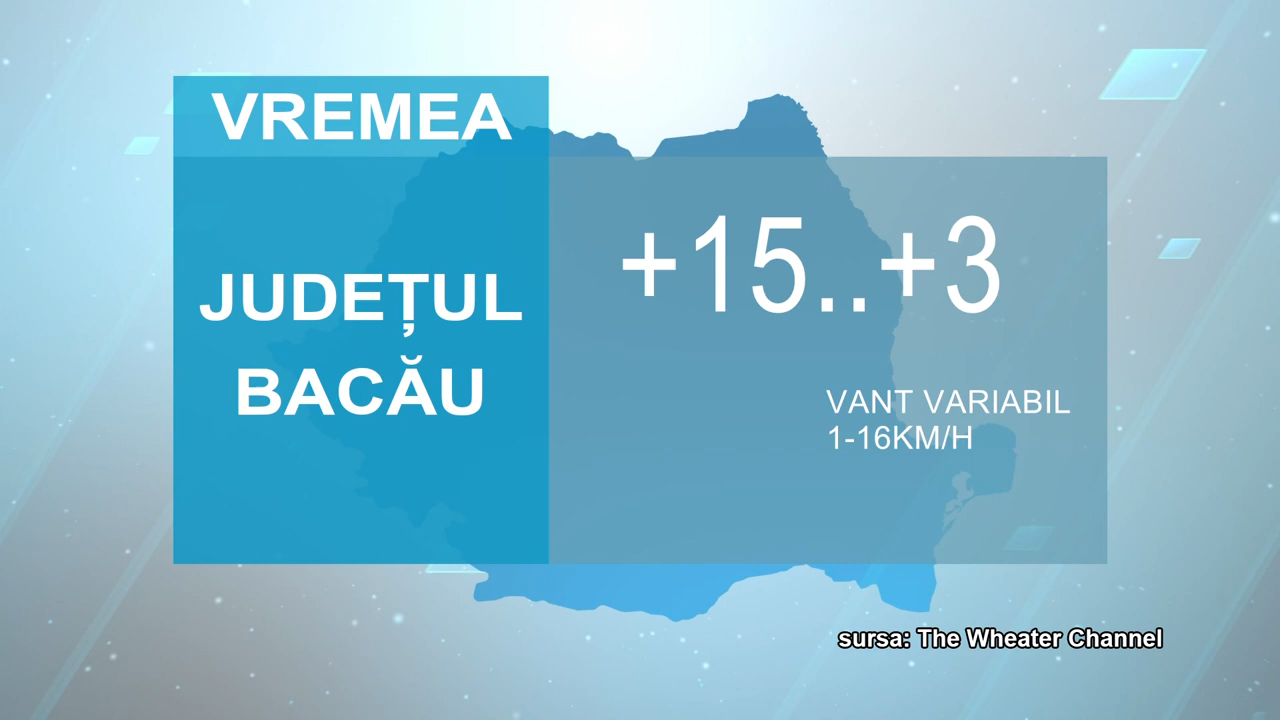 VREMEA
JUDEȚUL
BACĂU
+15..+3
VANT VARIABIL
1-16KM/H
sursa: The Wheater Channel